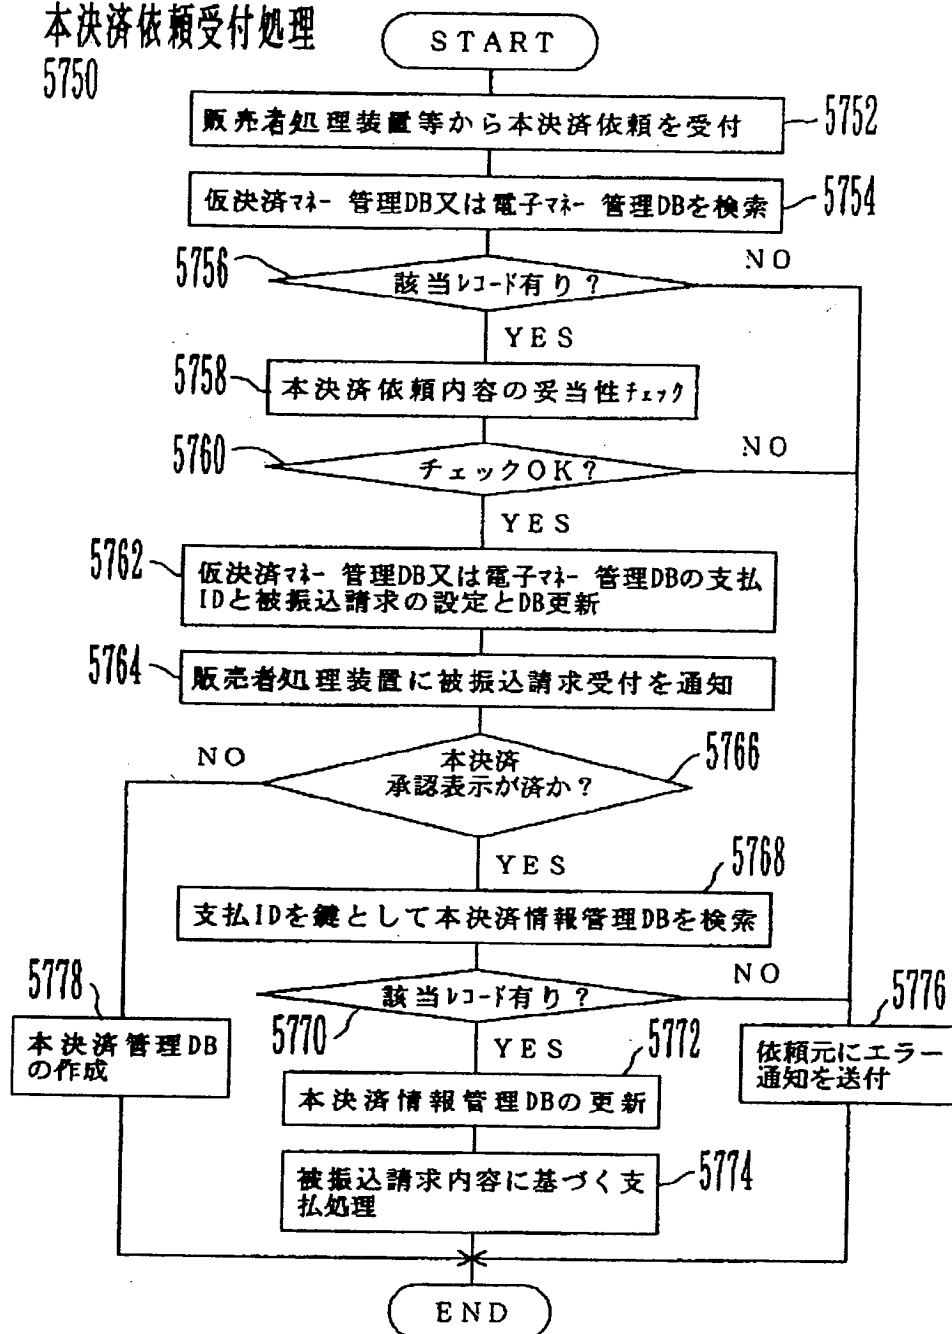 本決済依頼受付処理
5750
START
販売者処理装置等から本決済依頼を受付
5752
仮決済ﾏﾈｰ 管理DB又は電子ﾏﾈｰ 管理DBを検索
5754
5756
該当ﾚｺｰﾄﾞ有り？
NO
YES
5758
本決済依頼内容の妥当性ﾁｪｯｸ
5760
チェックOK？
NO
YES
5762
仮決済ﾏﾈｰ 管理DB又は電子ﾏﾈｰ 管理DBの支払
IDと被振込請求の設定とDB更新
5764
販売者処理装置に被振込請求受付を通知
NO
本決済
承認表示が済か？
5766
YES
5768
支払IDを鍵として本決済情報管理DBを検索
該当ﾚｺｰﾄﾞ有り？
NO
5770
YES
5778
本決済管理DB
の作成
5772
本決済情報管理DBの更新
5776
依頼元にエラー
通知を送付
被振込請求内容に基づく支
払処理
5774
END